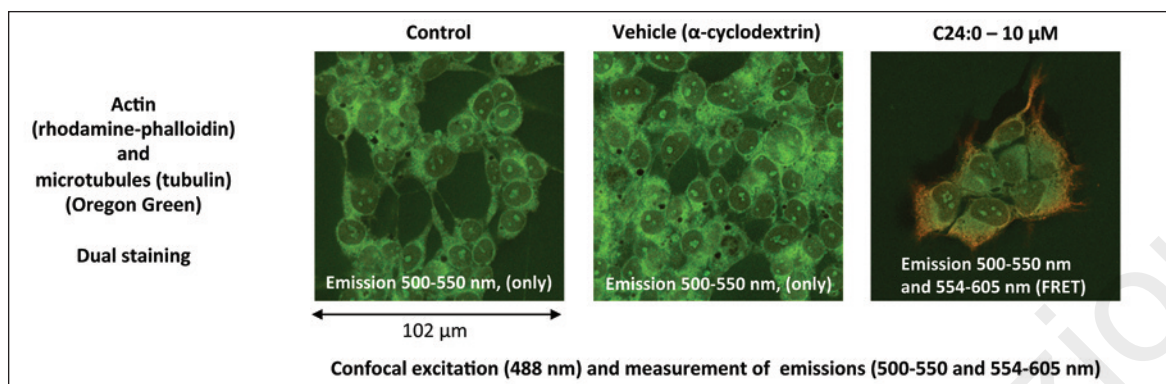 Control
Vehicle (α-cyclodextrin)
C24:0 – 10 μM
Actin
(rhodamine-phalloidin)
and
microtubules (tubulin)
(Oregon Green)
Dual staining
Emission 500-550 nm, (only)
Emission 500-550 nm, (only)
Emission 500-550 nm
and 554-605 nm (FRET)
102 μm
Confocal excitation (488 nm) and measurement of emissions (500-550 and 554-605 nm)